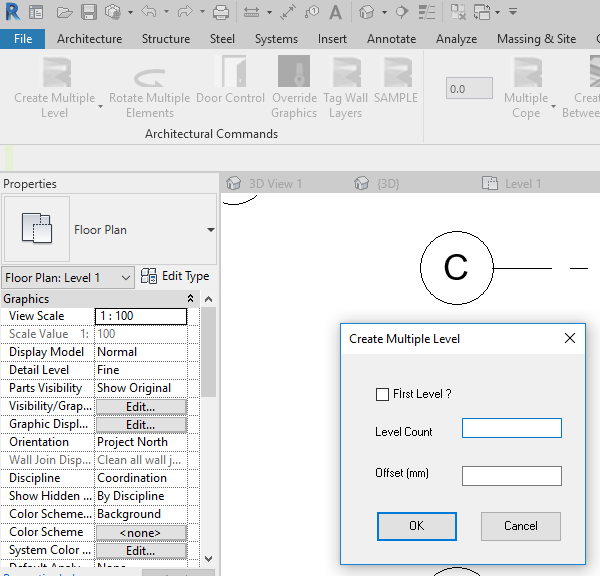 File Architecture Structure Steel Systems Insert Annotate Analyze Massing & Site
Create Multiple Level
Rotate Multiple Elements
Door Control
Override Graphics
Tag Wall Layers
SAMPLE
0.0
Multiple Cope
Architectural Commands
Properties
3D View 1
{3D}
Level 1
Floor Plan
Floor Plan: Level 1
Edit Type
Graphics
View Scale 1 : 100
Scale Value 1: 100
Display Model Normal
Detail Level Fine
Parts Visibility Show Original
Visibility/Grap... Edit...
Graphic Displ... Edit...
Orientation Project North
Wall Join Disp... Clean all wall j...
Discipline Coordination
Show Hidden ... By Discipline
Color Scheme... Background
Color Scheme <none>
System Color ... Edit...
C
Create Multiple Level
First Level ?
Level Count
Offset (mm)
OK
Cancel